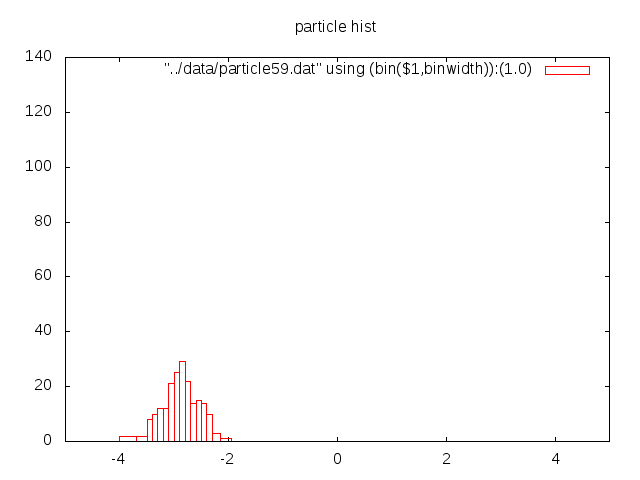 particle hist
140
"../data/particle59.dat" using (bin($1,binwidth)):(1.0)
120
100
80
60
40
20
0
-4 -2 0 2 4